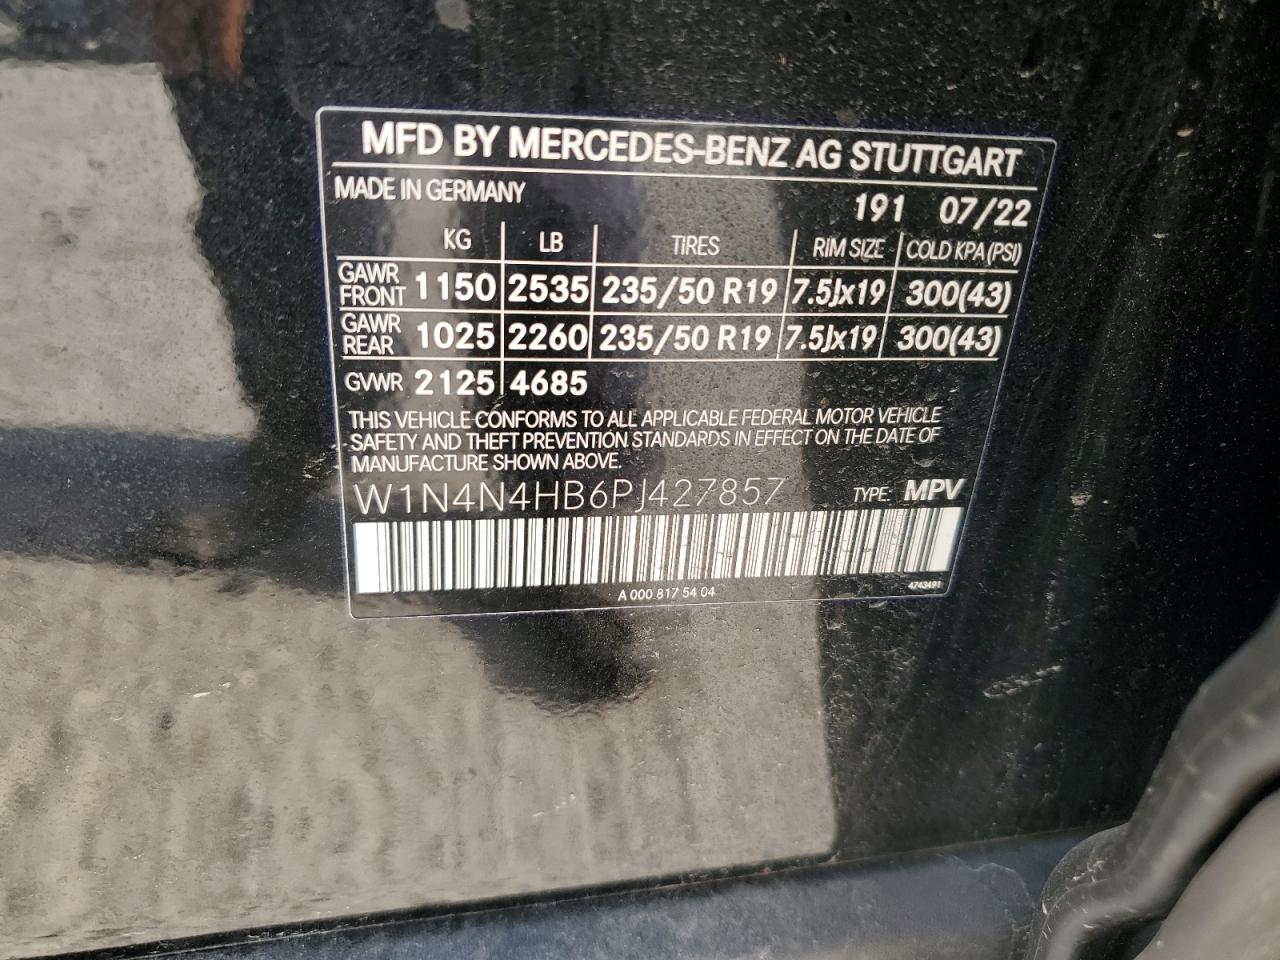 MFD BY MERCEDES-BENZ AG STUTTGART
MADE IN GERMANY
191 07/22
KG LB TIRES RIM SIZE COLD KPA (PSI)
GAWR FRONT 1150 2535 235/50 R19 7.5Jx19 300(43)
GAWR REAR 1025 2260 235/50 R19 7.5Jx19 300(43)
GVWR 2125 4685
THIS VEHICLE CONFORMS TO ALL APPLICABLE FEDERAL MOTOR VEHICLE
SAFETY AND THEFT PREVENTION STANDARDS IN EFFECT ON THE DATE OF
MANUFACTURE SHOWN ABOVE.
W1N4N4HB6PJ427857 TYPE: MPV
A 000 817 54 04
4743491